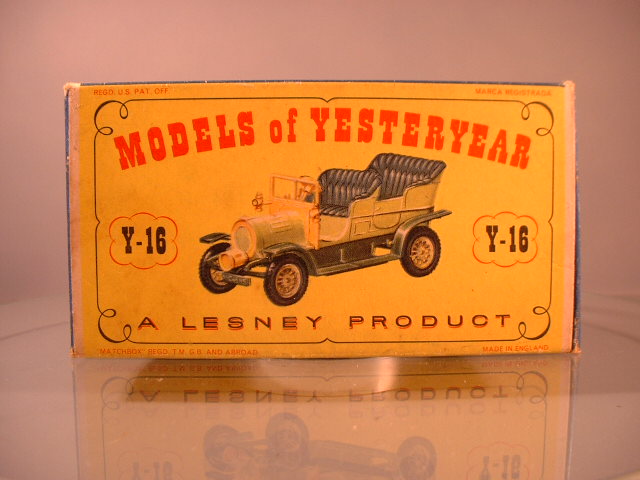 REGD. U.S. PAT. OFF.
MARCA REGISTRADA
MODELS of YESTERYEAR
Y-16
Y-16
A LESNEY PRODUCT
"MATCHBOX" REGD. T.M. G.B. AND ABROAD
MADE IN ENGLAND